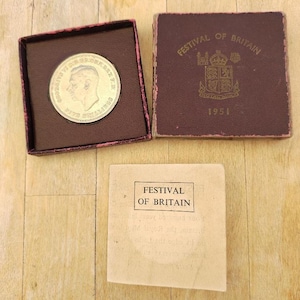 FESTIVAL OF BRITAIN
1951
FESTIVAL
OF BRITAIN